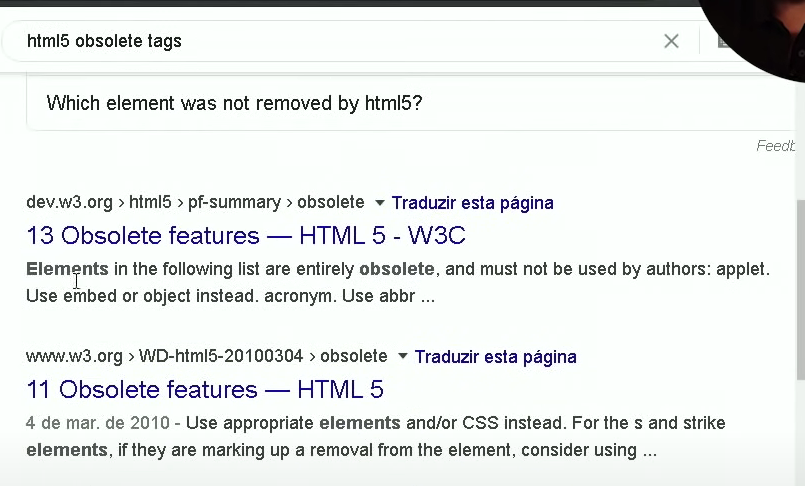 html5 obsolete tags
Which element was not removed by html5?
Feedb
dev.w3.org › html5 › pf-summary › obsolete Traduzir esta página
13 Obsolete features — HTML 5 - W3C
Elements in the following list are entirely obsolete, and must not be used by authors: applet.
Use embed or object instead. acronym. Use abbr ...
www.w3.org › WD-html5-20100304 › obsolete Traduzir esta página
11 Obsolete features — HTML 5
4 de mar. de 2010 - Use appropriate elements and/or CSS instead. For the s and strike
elements, if they are marking up a removal from the element, consider using ...